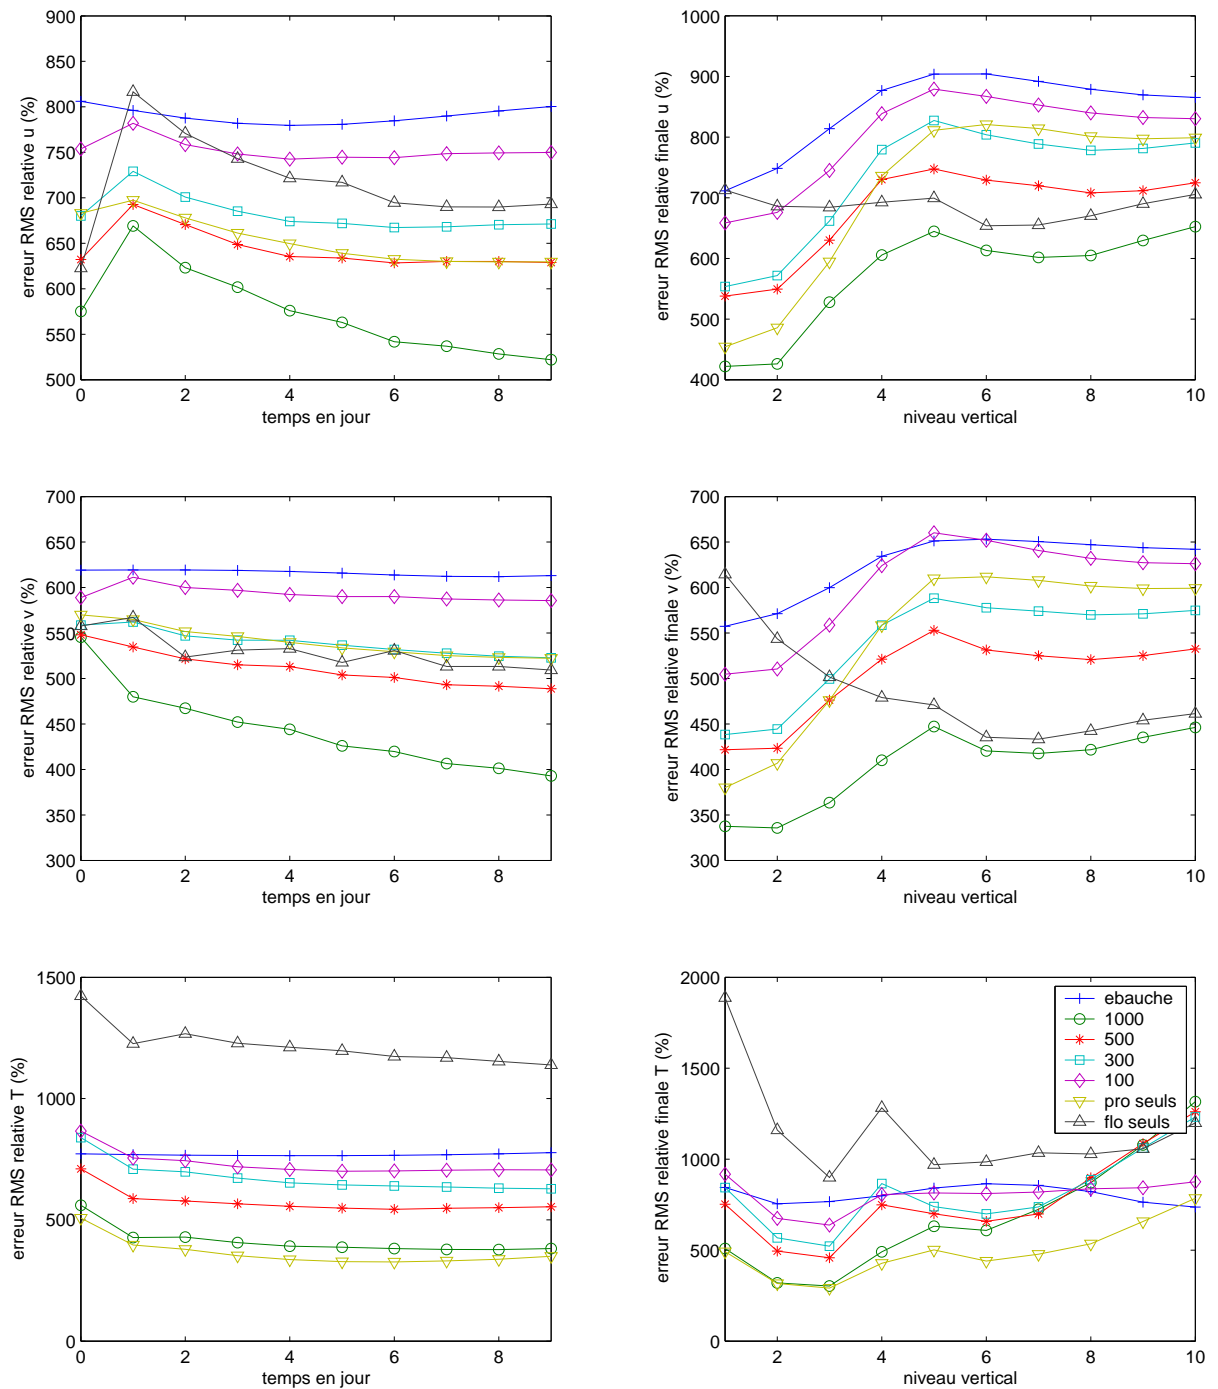 900
850
800
750
700
650
600
550
500
0 2 4 6 8
temps en jour
erreur RMS relative u (%)
1000
900
800
700
600
500
400
2 4 6 8 10
niveau vertical
erreur RMS relative finale u (%)
700
650
600
550
500
450
400
350
300
0 2 4 6 8
temps en jour
erreur RMS relative v (%)
700
650
600
550
500
450
400
350
300
2 4 6 8 10
niveau vertical
erreur RMS relative finale v (%)
1500
1000
500
0
0 2 4 6 8
temps en jour
erreur RMS relative T (%)
2000
1500
1000
500
0
2 4 6 8 10
niveau vertical
erreur RMS relative finale T (%)
ebauche
1000
500
300
100
pro seuls
flo seuls